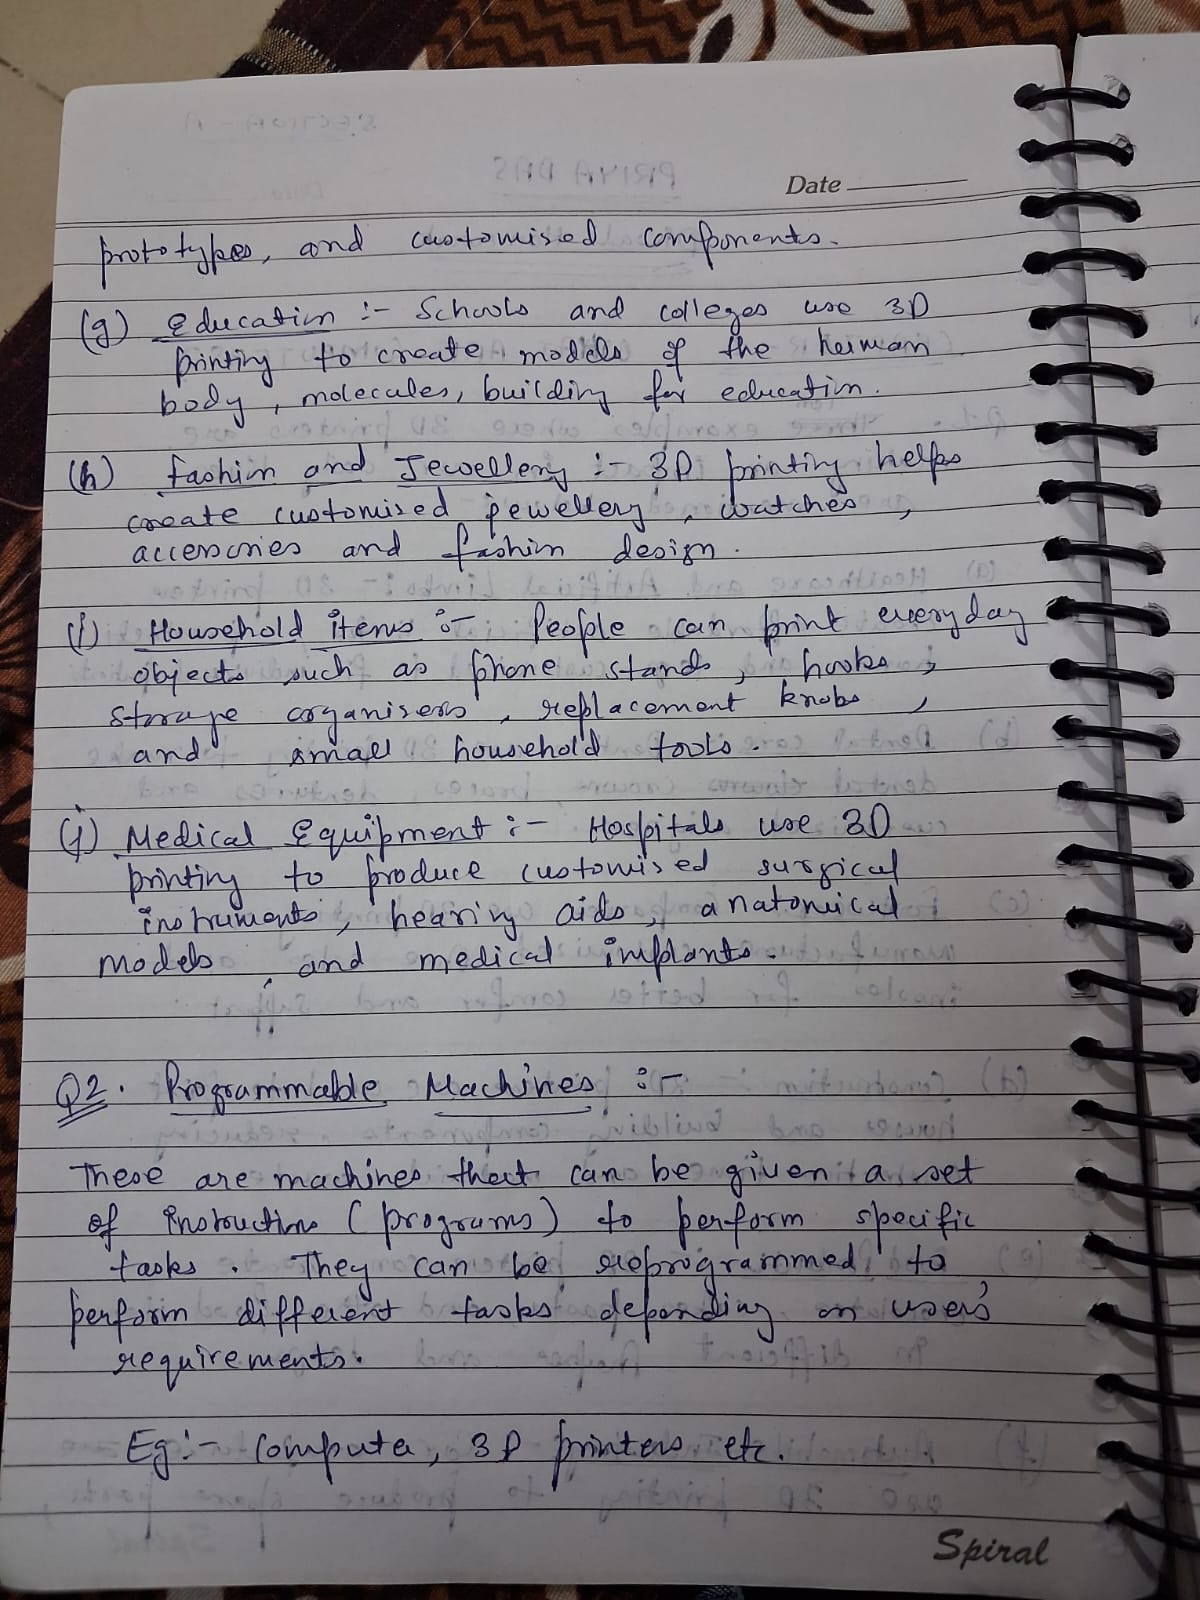 Date
prototypes, and customised components.
(g) Education :- Schools and colleges use 3D
printing to create models of the human
body, molecules, building for education.
(h) Fashion and Jewellery :- 3D printing helps
create customised jewellery, watches,
accessories and fashion design.
(i) Household items :- People can print everyday
objects such as phone stands, hooks,
storage organisers, replacement knobs,
and small household tools.
(j) Medical Equipment :- Hospitals use 3D
printing to produce customised surgical
instruments, hearing aids, anatomical
models, and medical implants.
Q2. Programmable Machines :-
These are machines that can be given a set
of instructions (programs) to perform specific
tasks. They can be reprogrammed to
perform different tasks depending on users'
requirements.
Eg:- Computer, 3D printers etc.
Spiral